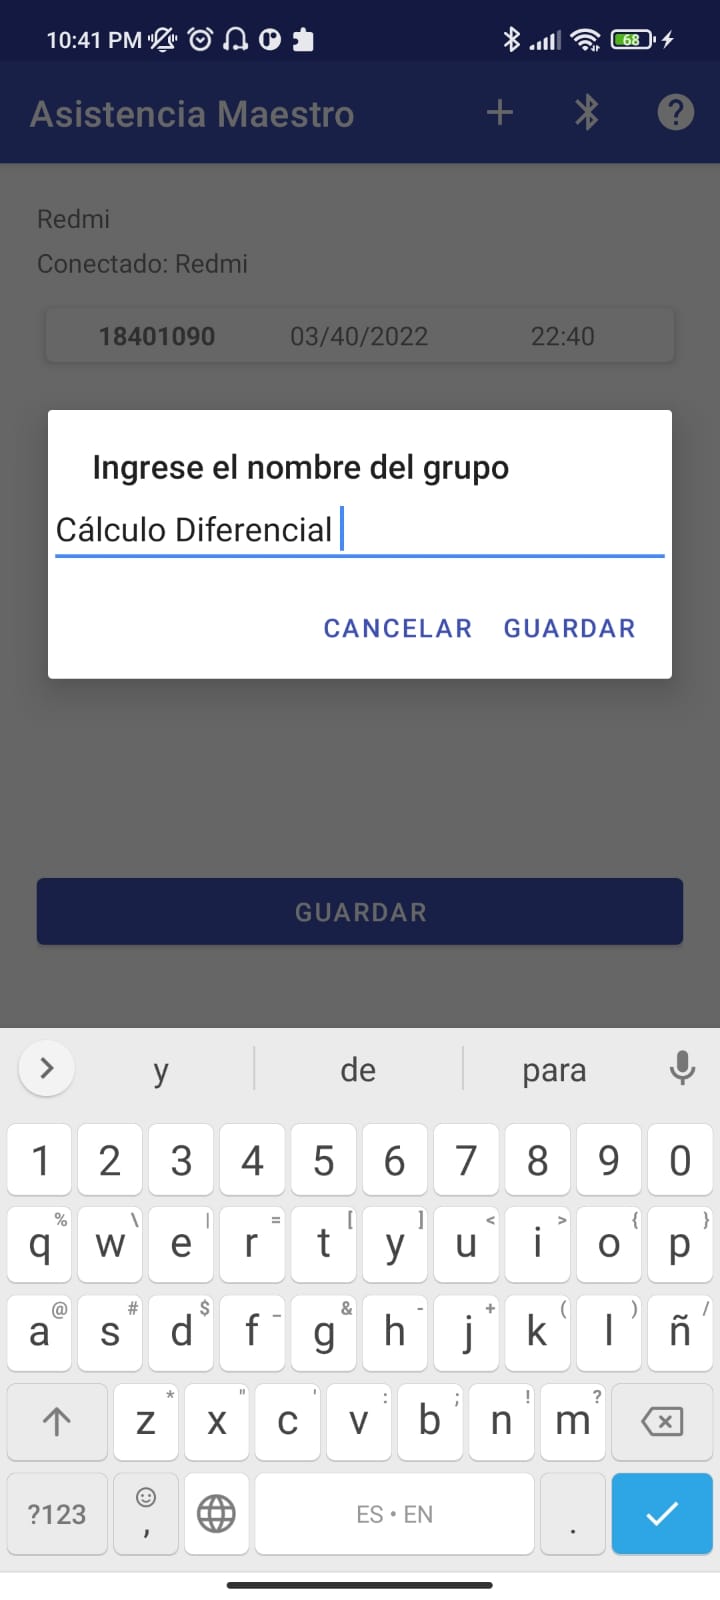 10:41 PM 68
Asistencia Maestro
Redmi
Conectado: Redmi
18401090 03/40/2022 22:40
Ingrese el nombre del grupo
Cálculo Diferencial
CANCELAR GUARDAR
GUARDAR
y de para
1 2 3 4 5 6 7 8 9 0
% \ | = [ ] < > { }
q w e r t y u i o p
@ # $ _ & - + ( ) /
a s d f g h j k l ñ
* " ' : ; ! ?
z x c v b n m
?123 , ES • EN .